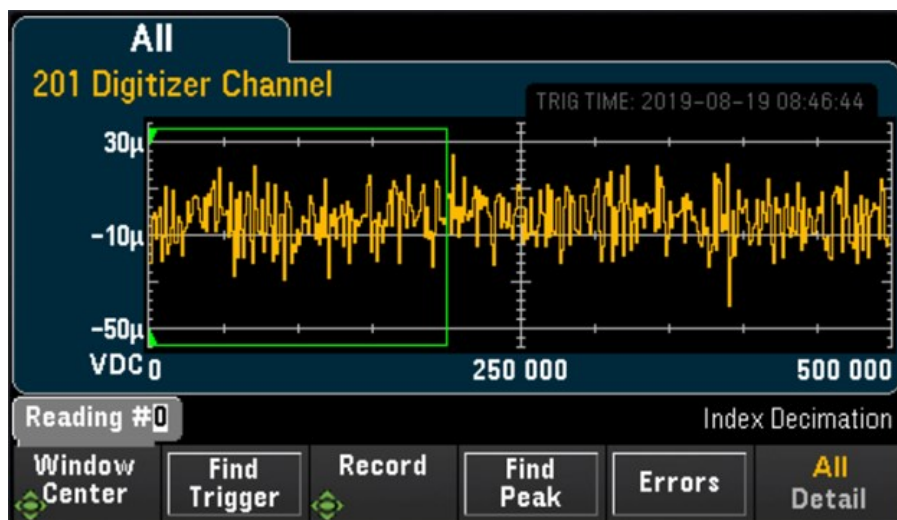 All
201 Digitizer Channel
TRIG TIME: 2019-08-19 08:46:44
30µ
-10µ
-50µ
VDC
0 250 000 500 000
Reading #0
Index Decimation
Window Center
Find Trigger
Record
Find Peak
Errors
All
Detail